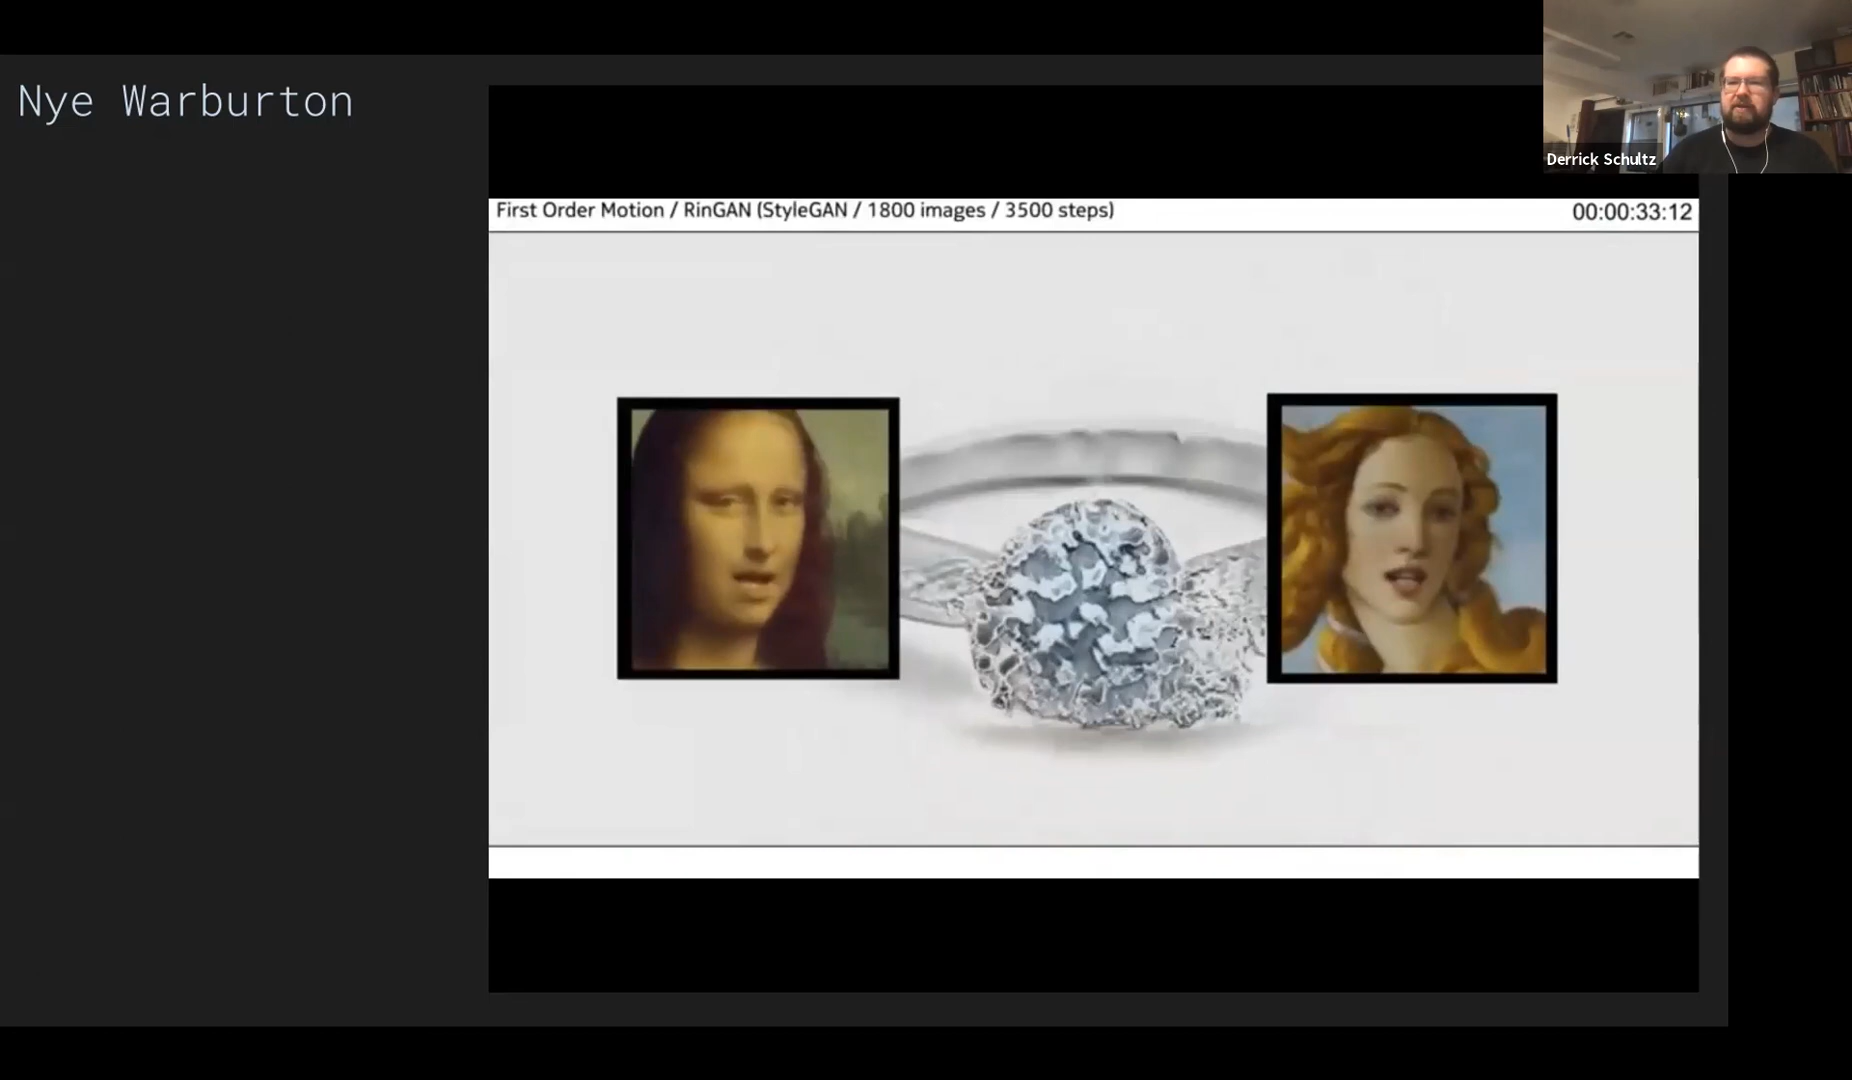 Nye Warburton
Derrick Schultz
First Order Motion / RinGAN (StyleGAN / 1800 images / 3500 steps)
00:00:33:12